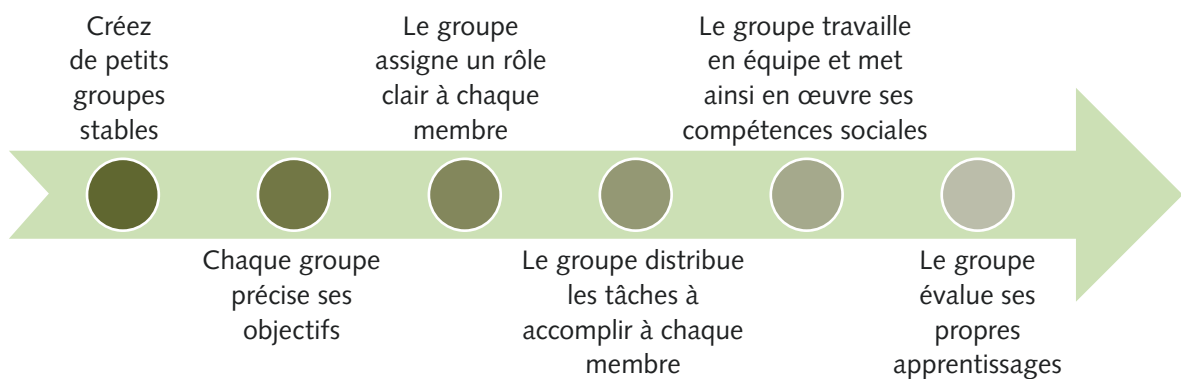 Créez
de petits
groupes
stables
Chaque groupe
précise ses
objectifs
Le groupe
assigne un rôle
clair à chaque
membre
Le groupe distribue
les tâches à
accomplir à chaque
membre
Le groupe travaille
en équipe et met
ainsi en œuvre ses
compétences sociales
Le groupe
évalue ses
propres
apprentissages